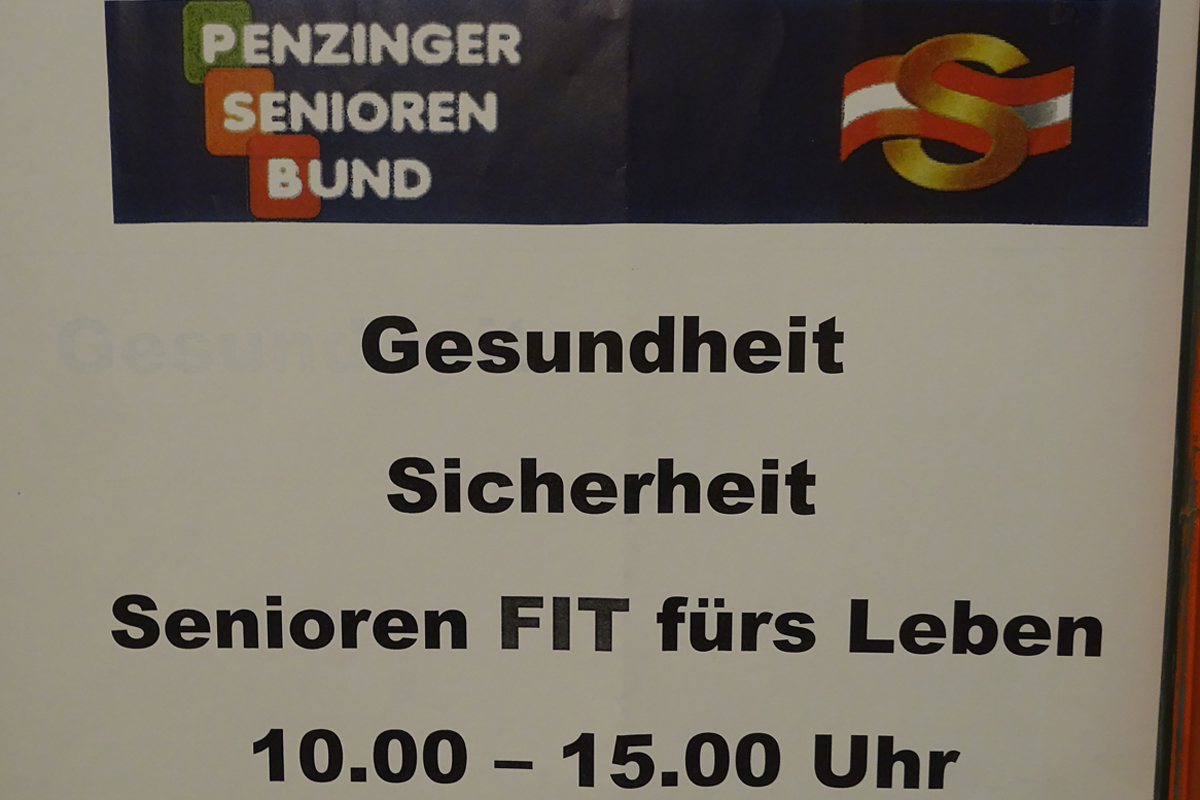 PENZINGER
SENIOREN
BUND
S
Gesundheit
Sicherheit
Senioren FIT fürs Leben
10.00 – 15.00 Uhr